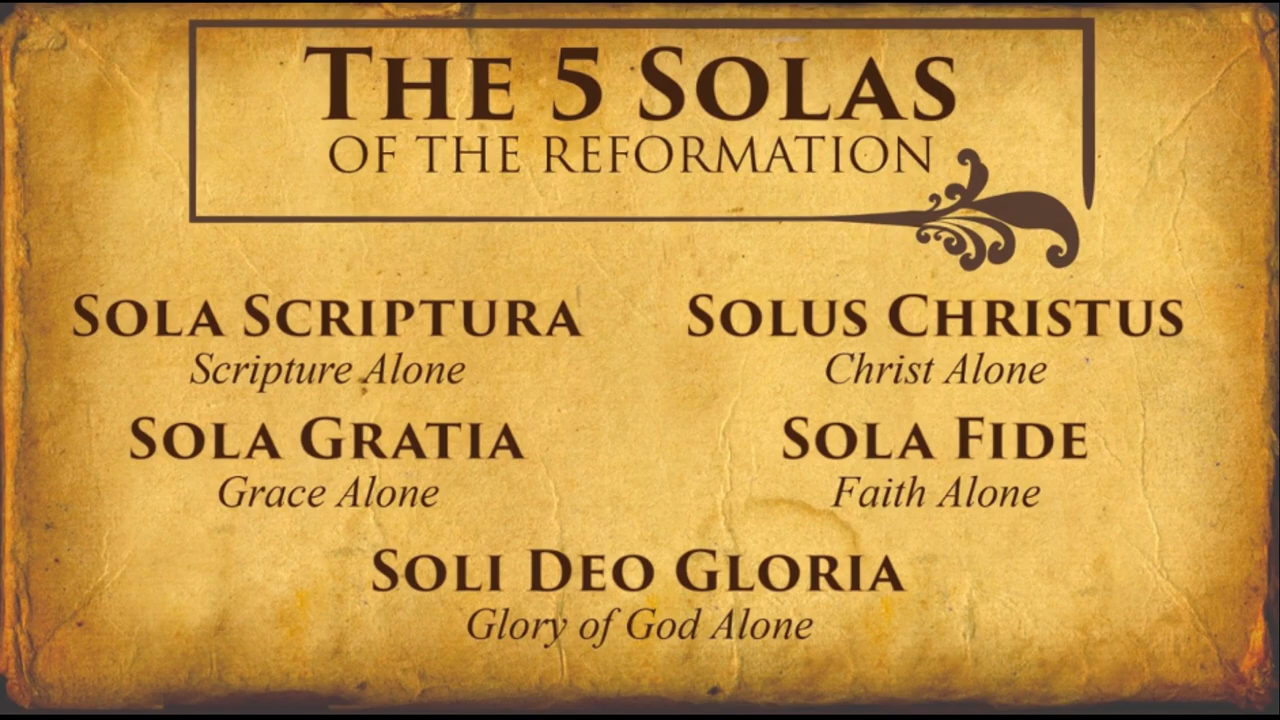 THE 5 SOLAS
OF THE REFORMATION
SOLA SCRIPTURA
Scripture Alone
SOLUS CHRISTUS
Christ Alone
SOLA GRATIA
Grace Alone
SOLA FIDE
Faith Alone
SOLI DEO GLORIA
Glory of God Alone